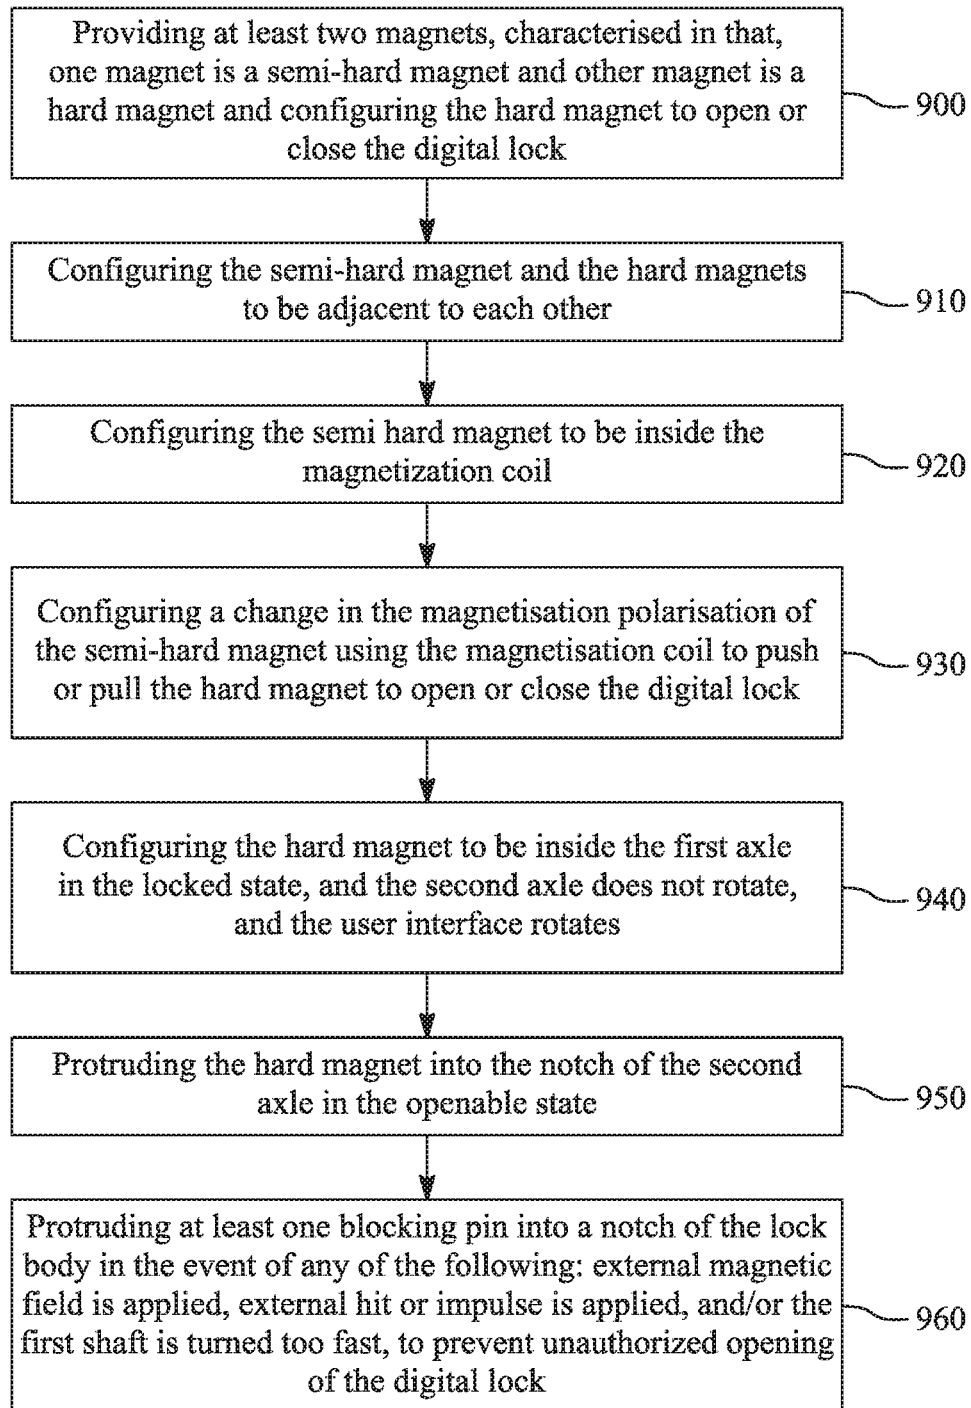 Providing at least two magnets, characterised in that,
one magnet is a semi-hard magnet and other magnet is a
hard magnet and configuring the hard magnet to open or
close the digital lock
900
Configuring the semi-hard magnet and the hard magnets
to be adjacent to each other
910
Configuring the semi hard magnet to be inside the
magnetization coil
920
Configuring a change in the magnetisation polarisation of
the semi-hard magnet using the magnetisation coil to push
or pull the hard magnet to open or close the digital lock
930
Configuring the hard magnet to be inside the first axle
in the locked state, and the second axle does not rotate,
and the user interface rotates
940
Protruding the hard magnet into the notch of the second
axle in the openable state
950
Protruding at least one blocking pin into a notch of the lock
body in the event of any of the following: external magnetic
field is applied, external hit or impulse is applied, and/or the
first shaft is turned too fast, to prevent unauthorized opening
of the digital lock
960